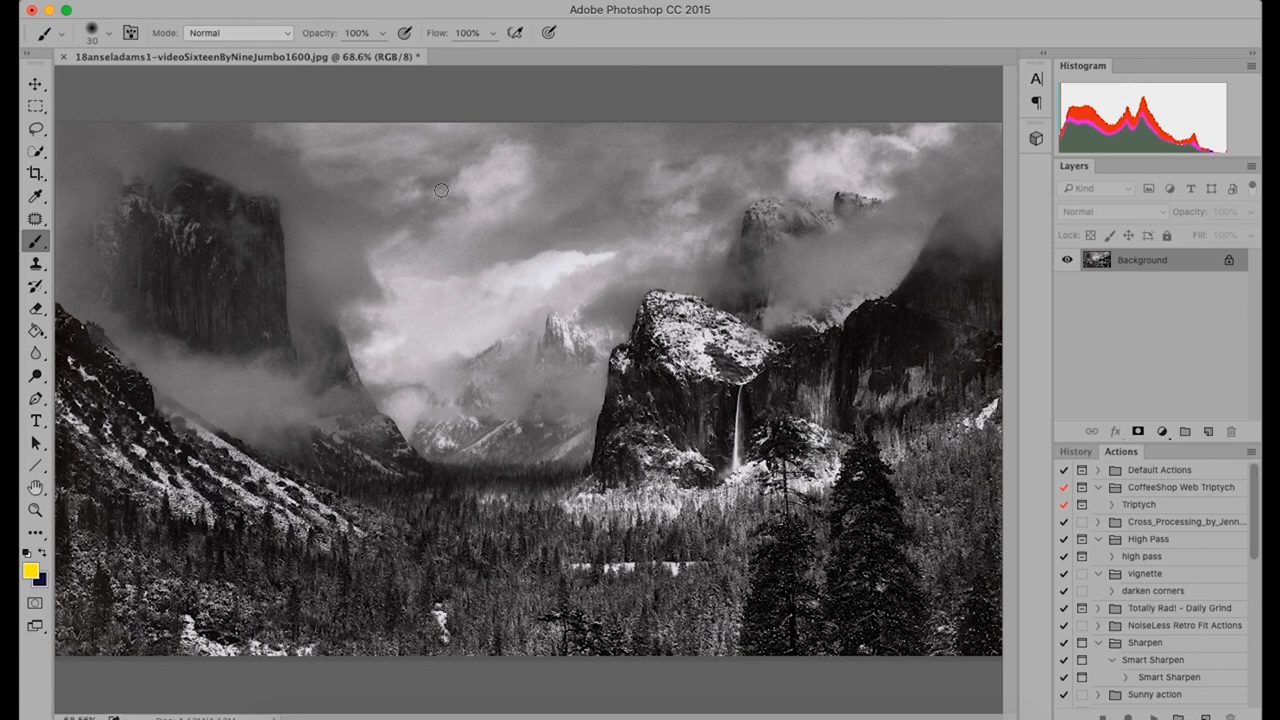 Adobe Photoshop CC 2015
30 Mode: Normal Opacity: 100% Flow: 100%
18anseladams1-videoSixteenByNineJumbo1600.jpg @ 68.6% (RGB/8) *
Histogram
Layers
Kind
Normal Opacity: 100%
Lock: Fill: 100%
Background
fx
History Actions
Default Actions
CoffeeShop Web Triptych
Triptych
Cross_Processing_by_Jenn...
High Pass
high pass
vignette
darken corners
Totally Rad! - Daily Grind
NoiseLess Retro Fit Actions
Sharpen
Smart Sharpen
Smart Sharpen
Sunny action